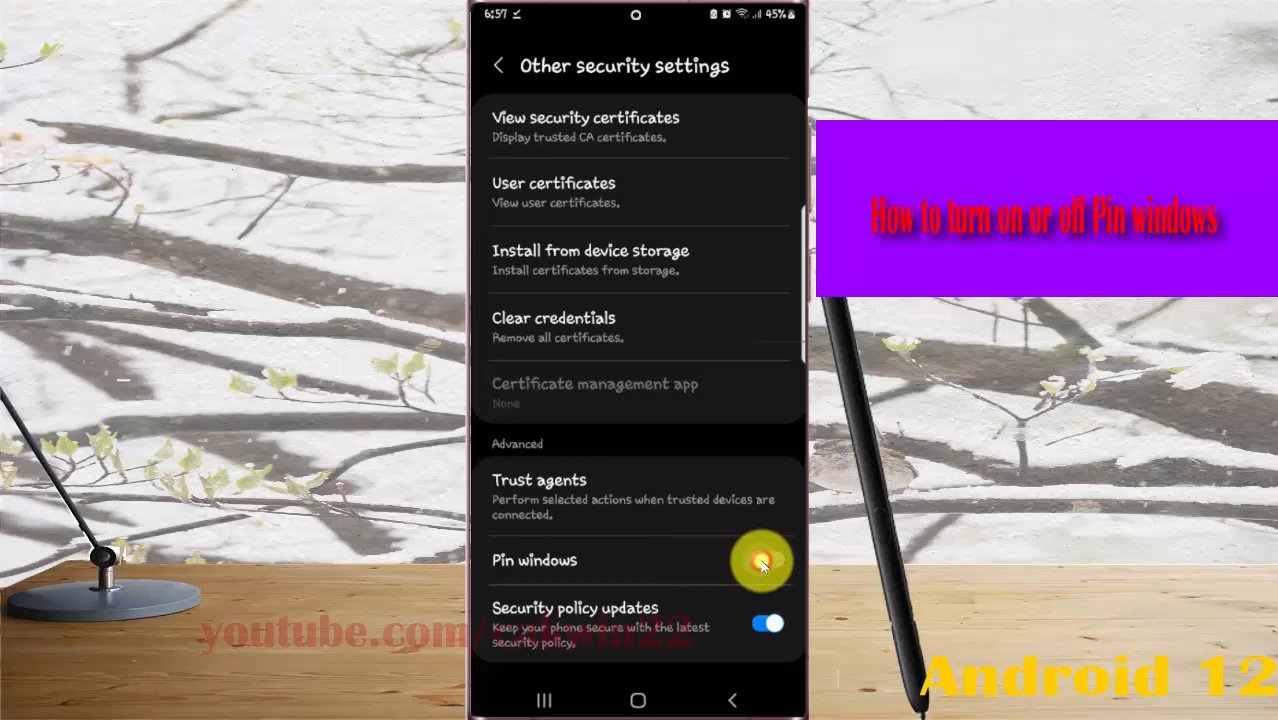 6:57
45%
Other security settings
View security certificates
Display trusted CA certificates.
User certificates
View user certificates.
Install from device storage
Install certificates from storage.
Clear credentials
Remove all certificates.
Certificate management app
None
Advanced
Trust agents
Perform selected actions when trusted devices are
connected.
Pin windows
Security policy updates
Keep your phone secure with the latest
security policy.
How to turn on or off Pin windows
youtube.com/
Android 12